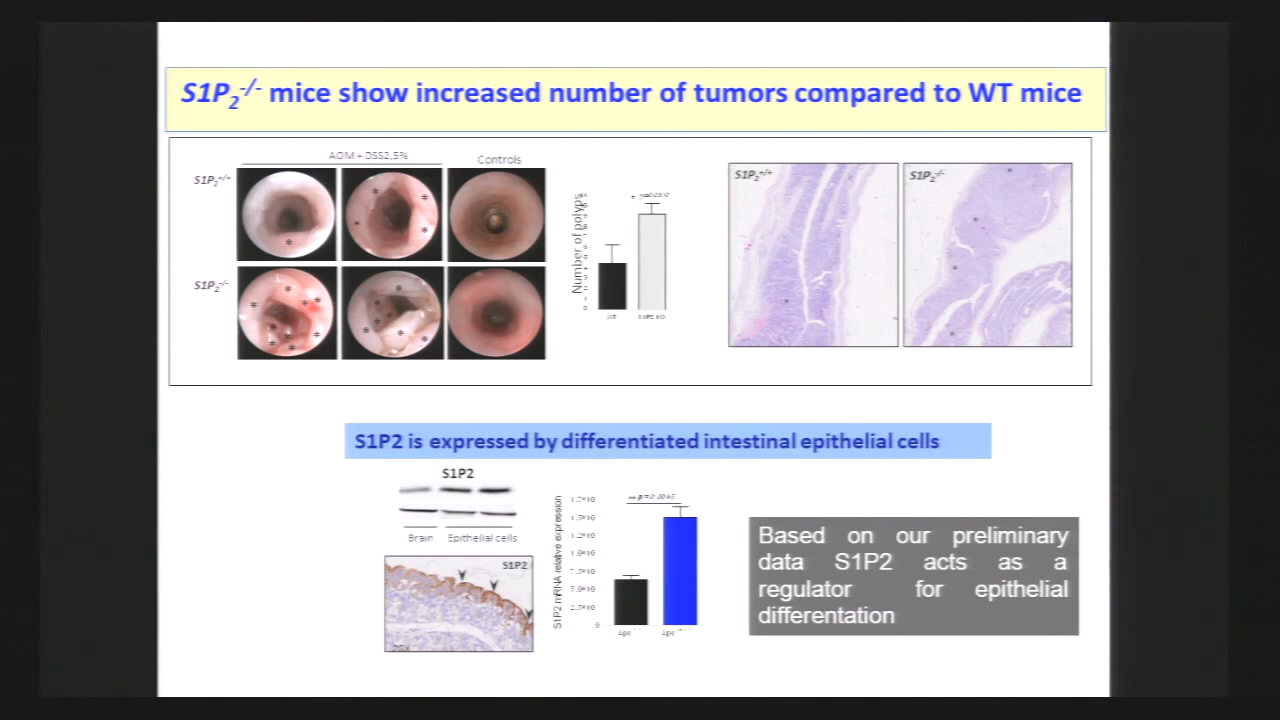 S1P2-/- mice show increased number of tumors compared to WT mice
AOM + DSS2,5%
Controls
S1P2+/+
S1P2-/-
Number of polyps
WT
S1P2 KO
S1P2+/+
S1P2-/-
S1P2 is expressed by differentiated intestinal epithelial cells
S1P2
Brain
Epithelial cells
S1P2
S1P2 mRNA relative expression
Based on our preliminary
data S1P2 acts as a
regulator for epithelial
differentation